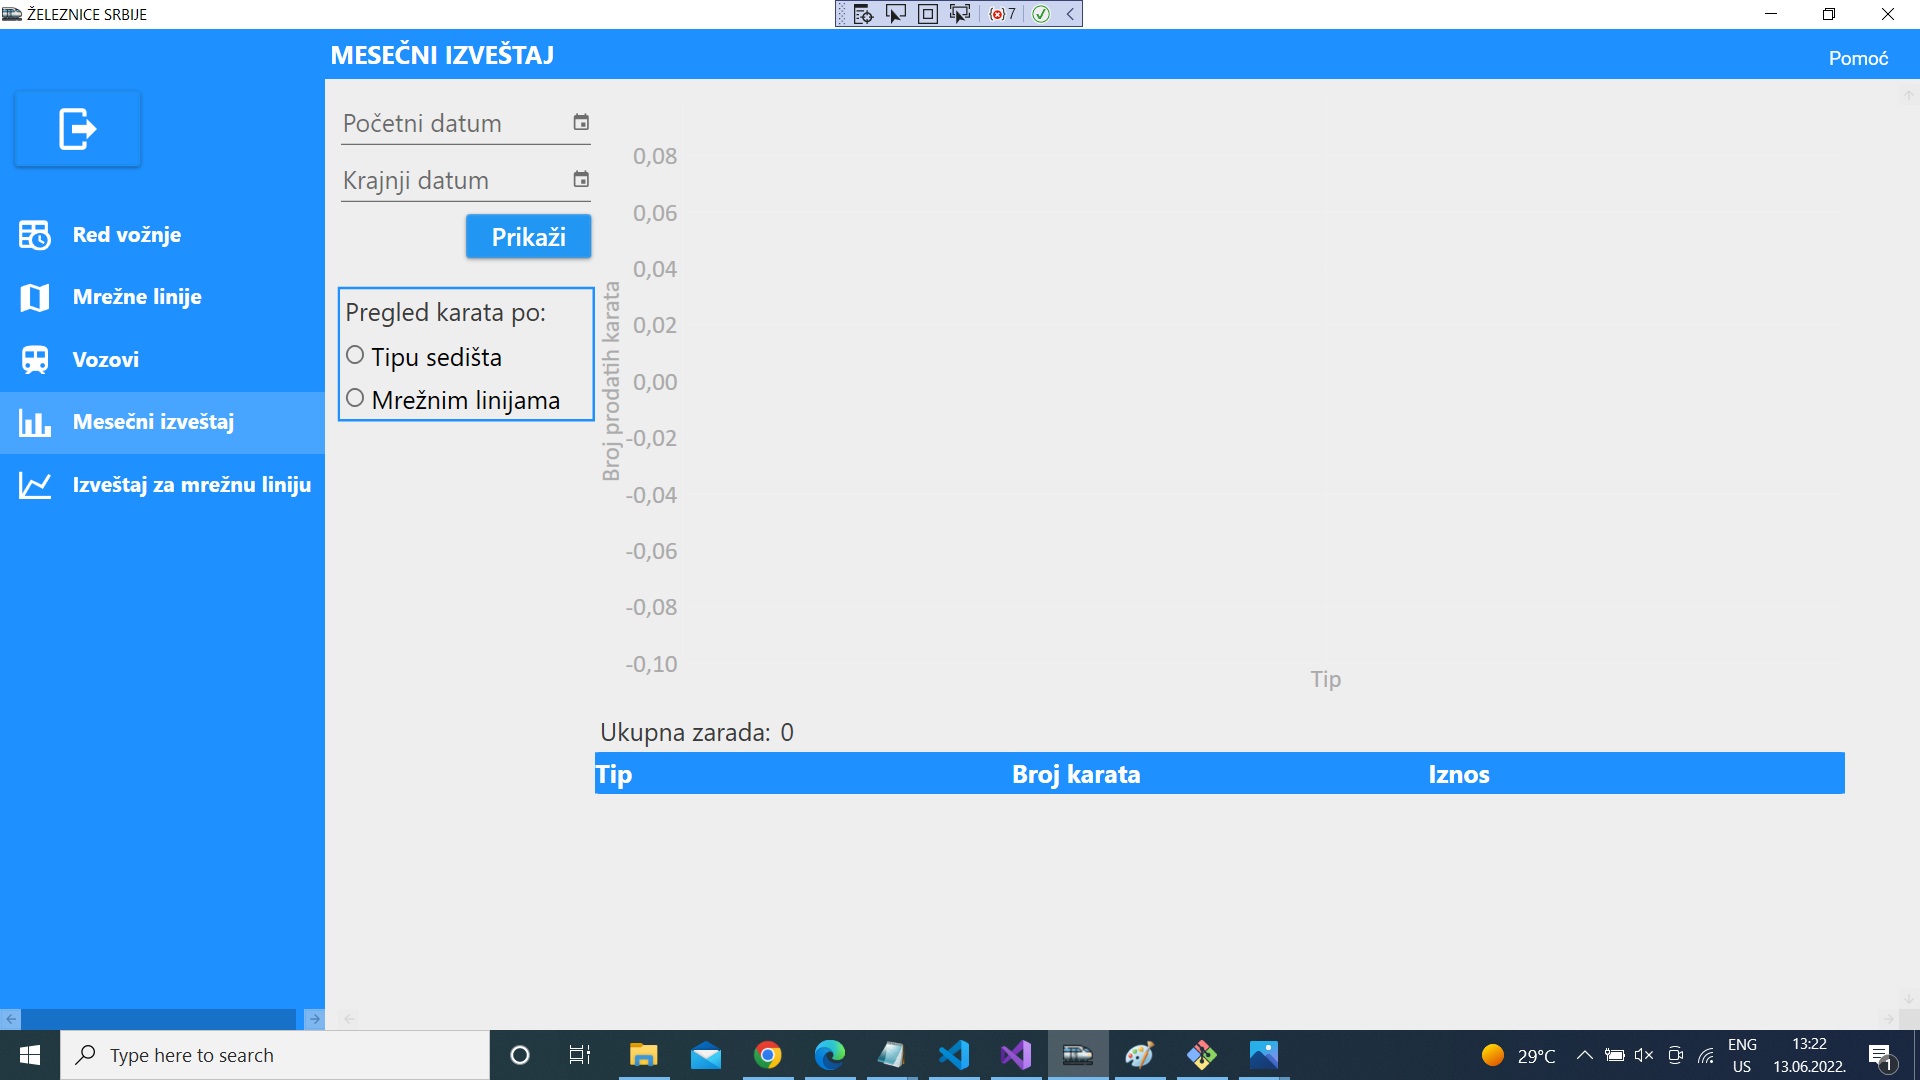 ŽELEZNICE SRBIJE
7
MESEČNI IZVEŠTAJ
Pomoć
Red vožnje
Mrežne linije
Vozovi
Mesečni izveštaj
Izveštaj za mrežnu liniju
Početni datum
Krajnji datum
Prikaži
Pregled karata po:
Tipu sedišta
Mrežnim linijama
Broj prodatih karata
0,08
0,06
0,04
0,02
0,00
-0,02
-0,04
-0,06
-0,08
-0,10
Tip
Ukupna zarada: 0
Tip Broj karata Iznos
Type here to search
29°C
ENG
US
13:22
13.06.2022.
1